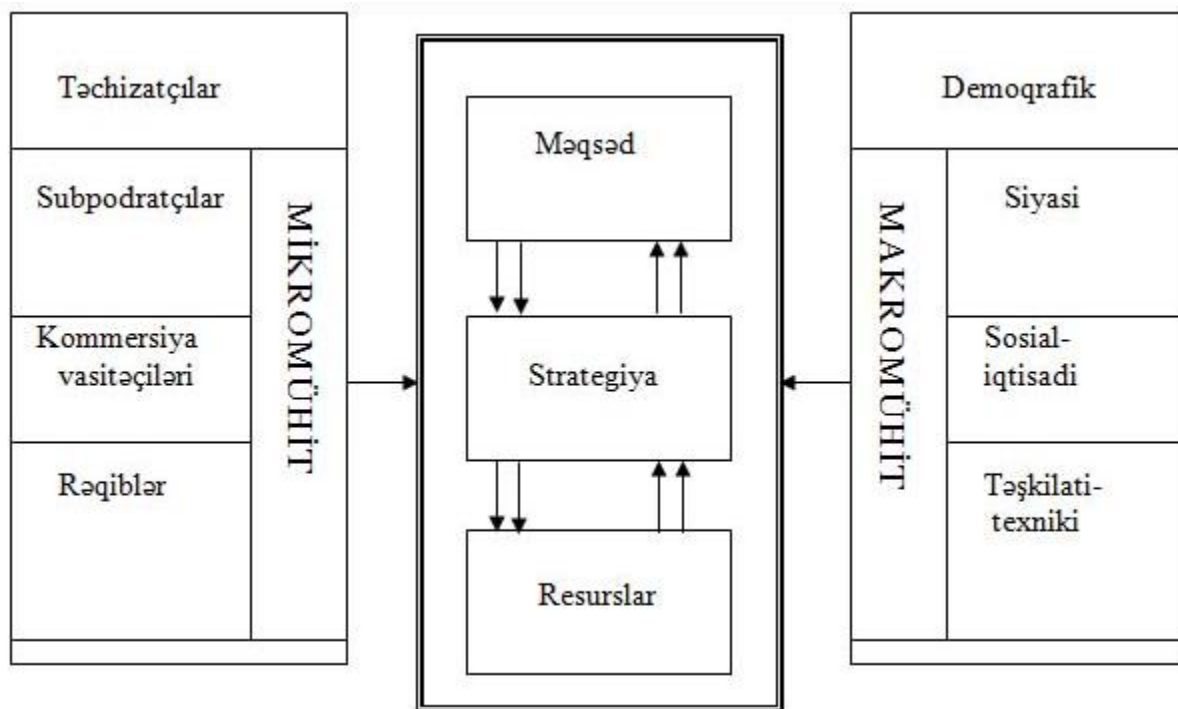 Təchizatçılar
Subpodratçılar
Kommersiya
vasitəçiləri
Rəqiblər
MİKROMÜHİT
Məqsəd
Strategiya
Resurslar
MAKROMÜHİT
Demoqrafik
Siyasi
Sosial-
iqtisadi
Təşkilati-
texniki